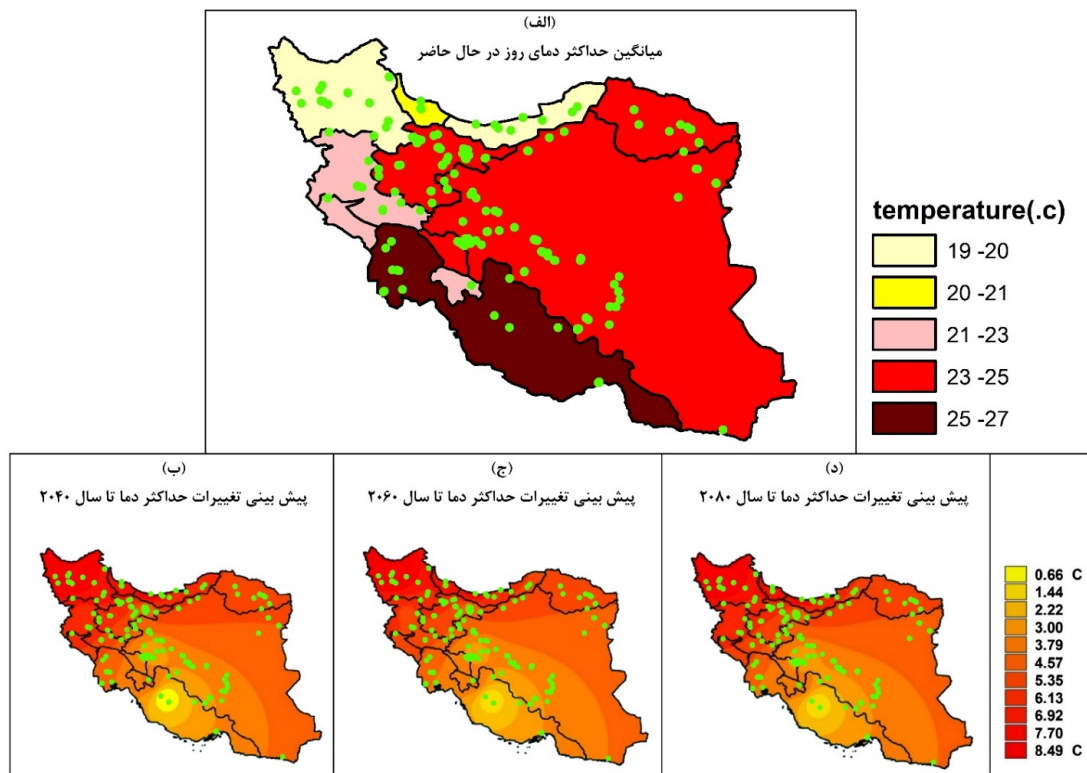 (الف)
میانگین حداکثر دمای روز در حال حاضر
temperature(.c)
19 -20
20 -21
21 -23
23 -25
25 -27
(ب)
پیش بینی تغییرات حداکثر دما تا سال ۲۰۴۰
(ج)
پیش بینی تغییرات حداکثر دما تا سال ۲۰۶۰
(د)
پیش بینی تغییرات حداکثر دما تا سال ۲۰۸۰
0.66 C
1.44
2.22
3.00
3.79
4.57
5.35
6.13
6.92
7.70
8.49 C